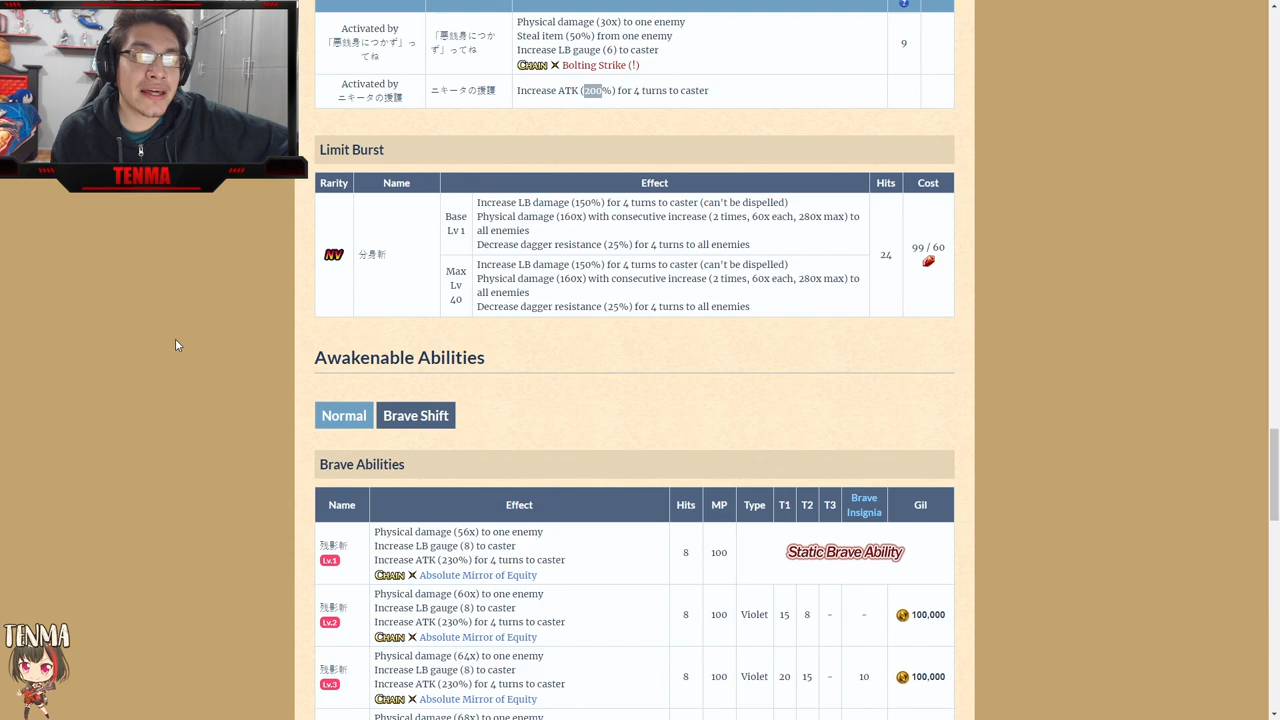 TENMA
Activated by
「悪銭身につかず」っ
てね
「悪銭身につか
ず」ってね
Physical damage (30x) to one enemy
Steal item (50%) from one enemy
Increase LB gauge (6) to caster
CHAIN Bolting Strike (!)
9
Activated by
ニキータの援護
ニキータの援護
Increase ATK (200%) for 4 turns to caster
Limit Burst
Rarity Name Effect Hits Cost
NV
分身斬
Base
Lv 1
Increase LB damage (150%) for 4 turns to caster (can't be dispelled)
Physical damage (160x) with consecutive increase (2 times, 60x each, 280x max) to
all enemies
Decrease dagger resistance (25%) for 4 turns to all enemies
Max
Lv
40
Increase LB damage (150%) for 4 turns to caster (can't be dispelled)
Physical damage (160x) with consecutive increase (2 times, 60x each, 280x max) to
all enemies
Decrease dagger resistance (25%) for 4 turns to all enemies
24
99 / 60
Awakenable Abilities
Normal Brave Shift
Brave Abilities
Name Effect Hits MP Type T1 T2 T3 Brave
Insignia Gil
残影斬
Lv.1
Physical damage (56x) to one enemy
Increase LB gauge (8) to caster
Increase ATK (230%) for 4 turns to caster
CHAIN Absolute Mirror of Equity
8 100 Static Brave Ability
残影斬
Lv.2
Physical damage (60x) to one enemy
Increase LB gauge (8) to caster
Increase ATK (230%) for 4 turns to caster
CHAIN Absolute Mirror of Equity
8 100 Violet 15 8 - - 100,000
残影斬
Lv.3
Physical damage (64x) to one enemy
Increase LB gauge (8) to caster
Increase ATK (230%) for 4 turns to caster
CHAIN Absolute Mirror of Equity
8 100 Violet 20 15 - 10 100,000
Physical damage (68x) to one enemy
TENMA